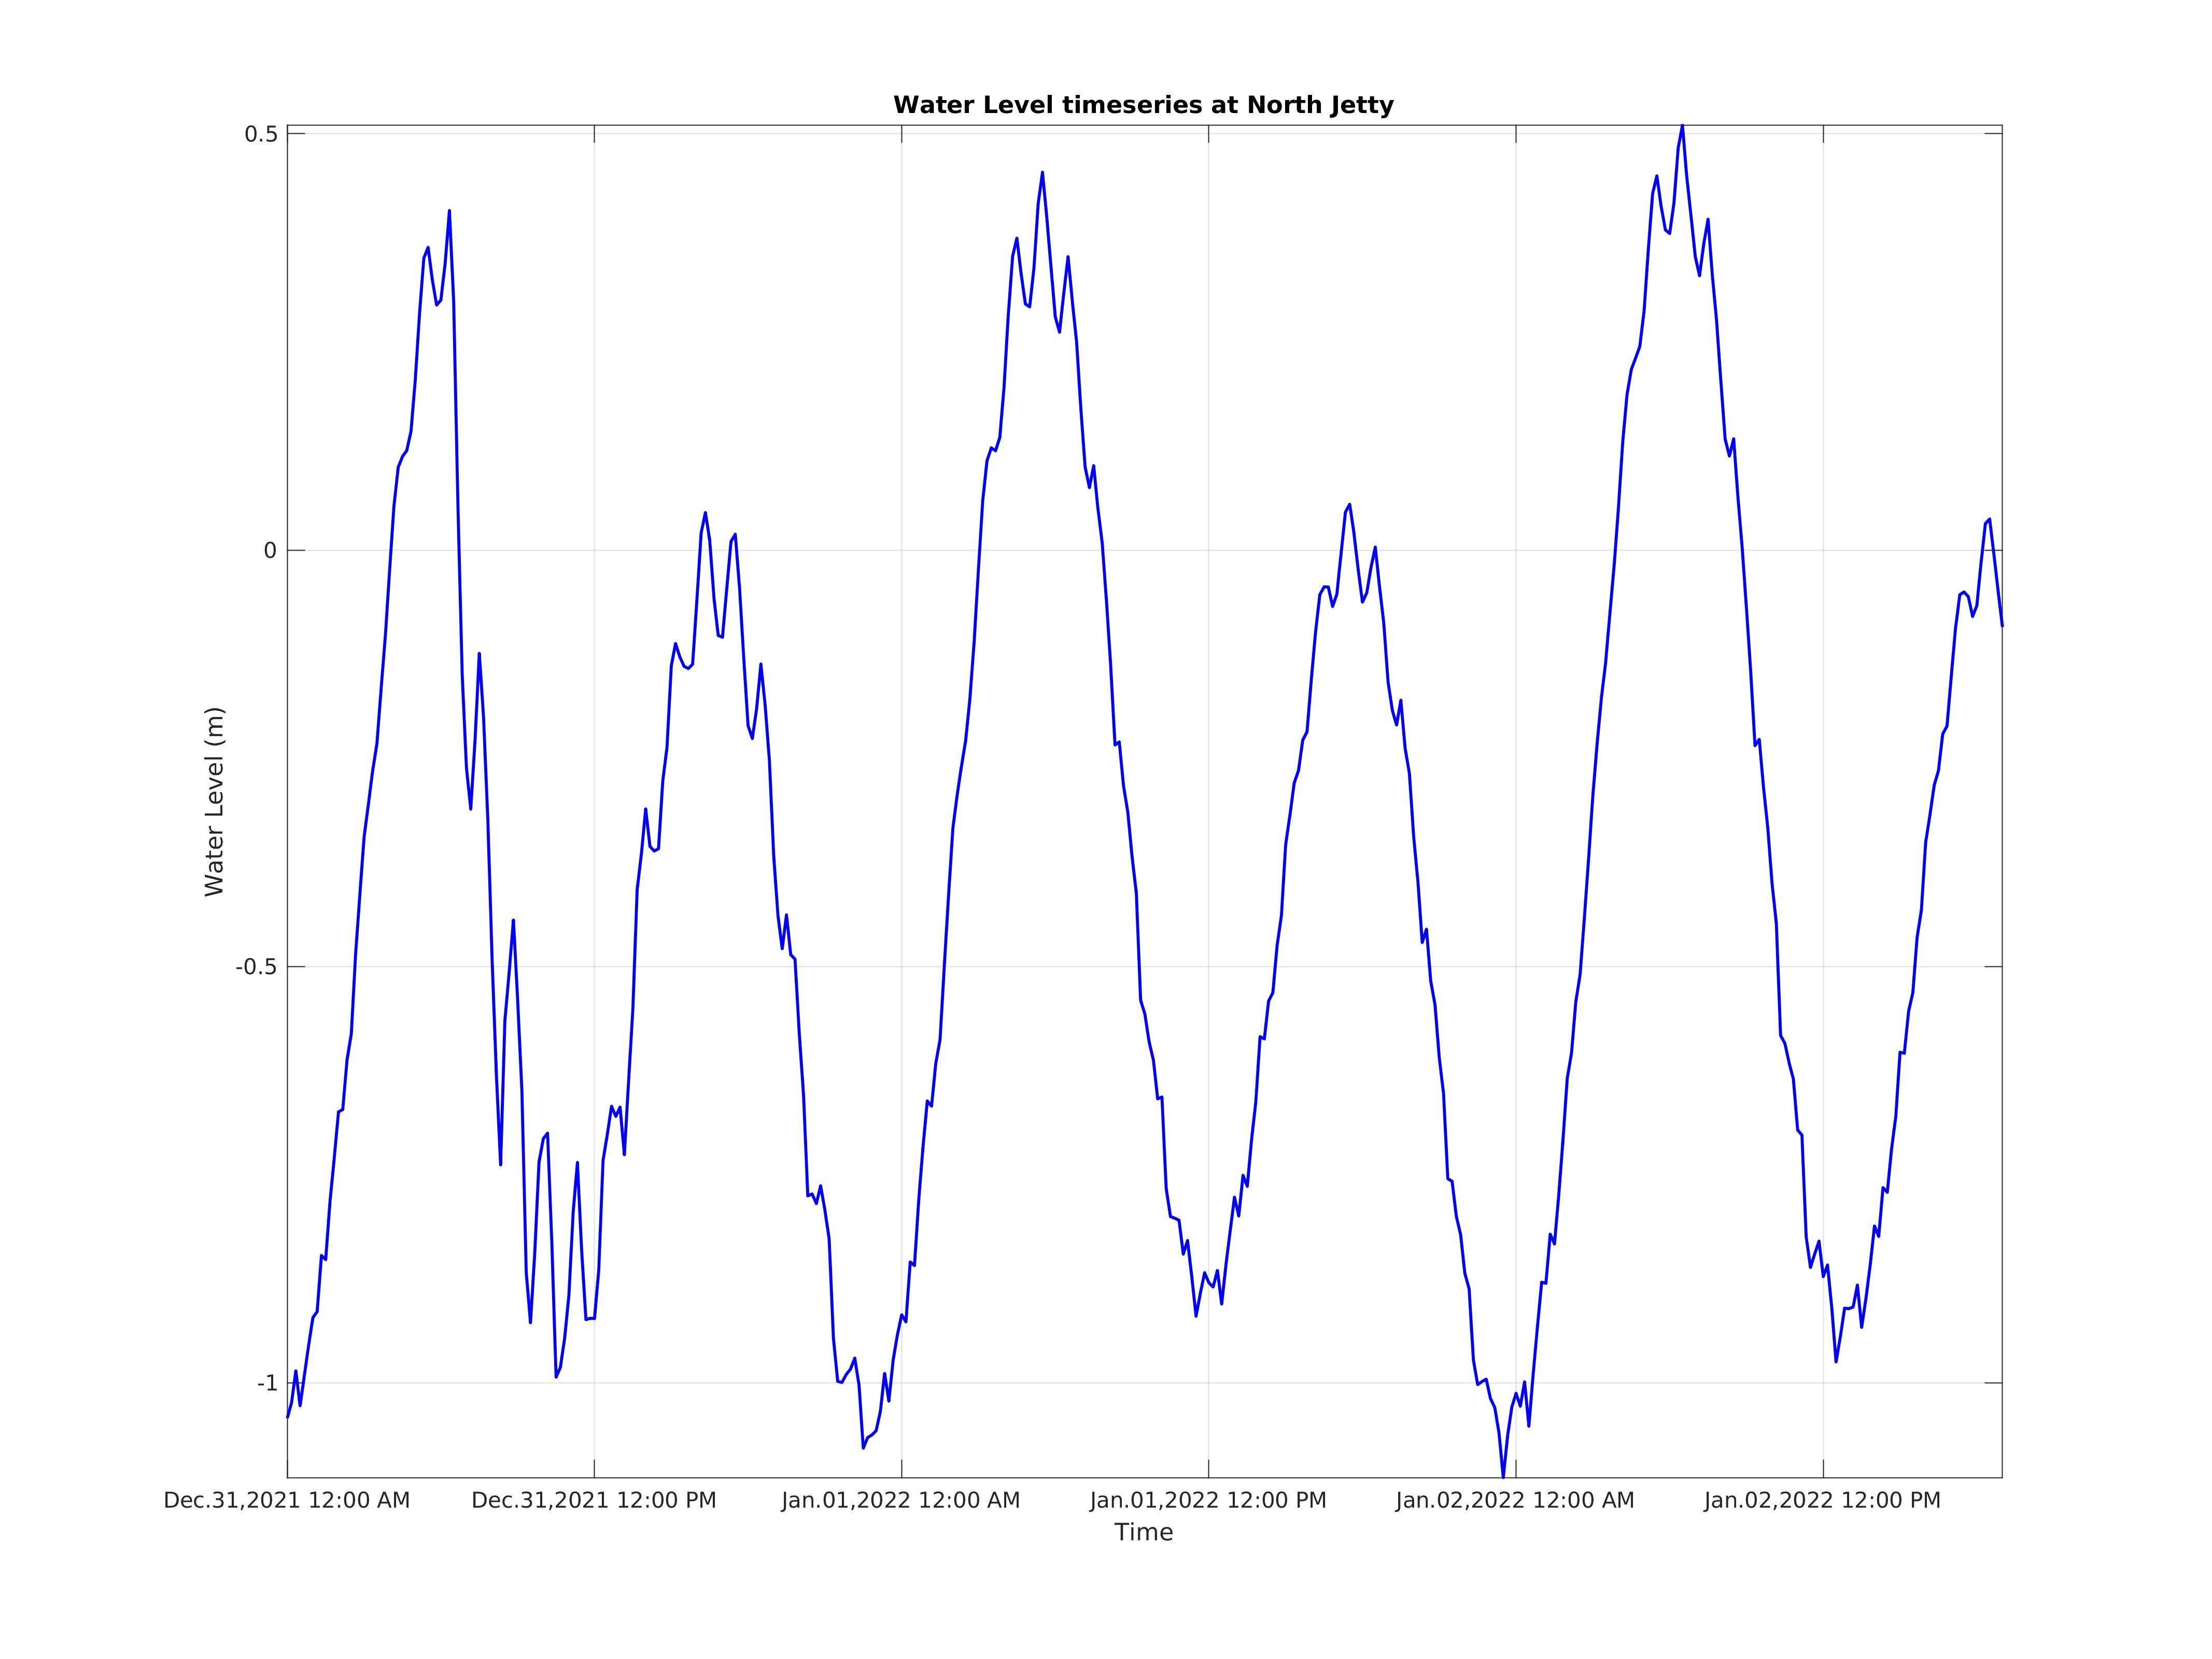 Water Level timeseries at North Jetty
0.5
0
-0.5
-1
Water Level (m)
Dec.31,2021 12:00 AM
Dec.31,2021 12:00 PM
Jan.01,2022 12:00 AM
Jan.01,2022 12:00 PM
Jan.02,2022 12:00 AM
Jan.02,2022 12:00 PM
Time